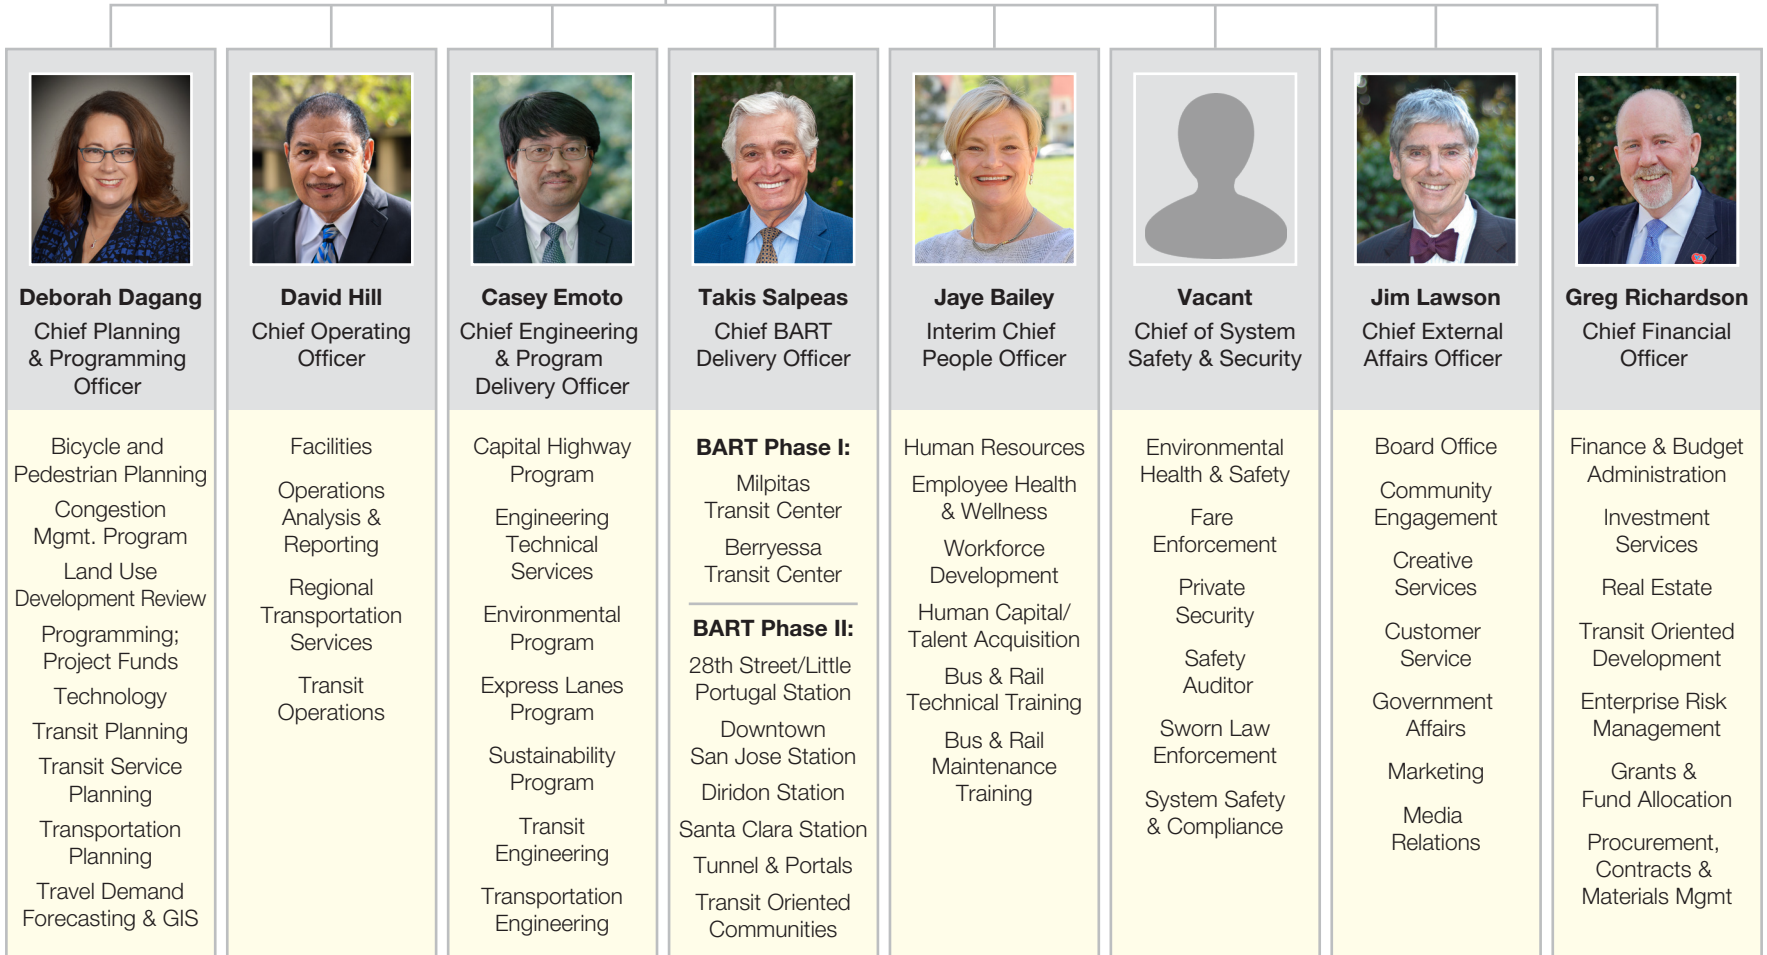 Deborah Dagang
Chief Planning
& Programming
Officer
Bicycle and
Pedestrian Planning
Congestion
Mgmt. Program
Land Use
Development Review
Programming;
Project Funds
Technology
Transit Planning
Transit Service
Planning
Transportation
Planning
Travel Demand
Forecasting & GIS
David Hill
Chief Operating
Officer
Facilities
Operations
Analysis &
Reporting
Regional
Transportation
Services
Transit
Operations
Casey Emoto
Chief Engineering
& Program
Delivery Officer
Capital Highway
Program
Engineering
Technical
Services
Environmental
Program
Express Lanes
Program
Sustainability
Program
Transit
Engineering
Transportation
Engineering
Takis Salpeas
Chief BART
Delivery Officer
BART Phase I:
Milpitas
Transit Center
Berryessa
Transit Center
BART Phase II:
28th Street/Little
Portugal Station
Downtown
San Jose Station
Diridon Station
Santa Clara Station
Tunnel & Portals
Transit Oriented
Communities
Jaye Bailey
Interim Chief
People Officer
Human Resources
Employee Health
& Wellness
Workforce
Development
Human Capital/
Talent Acquisition
Bus & Rail
Technical Training
Bus & Rail
Maintenance
Training
Vacant
Chief of System
Safety & Security
Environmental
Health & Safety
Fare
Enforcement
Private
Security
Safety
Auditor
Sworn Law
Enforcement
System Safety
& Compliance
Jim Lawson
Chief External
Affairs Officer
Board Office
Community
Engagement
Creative
Services
Customer
Service
Government
Affairs
Marketing
Media
Relations
Greg Richardson
Chief Financial
Officer
Finance & Budget
Administration
Investment
Services
Real Estate
Transit Oriented
Development
Enterprise Risk
Management
Grants &
Fund Allocation
Procurement,
Contracts &
Materials Mgmt